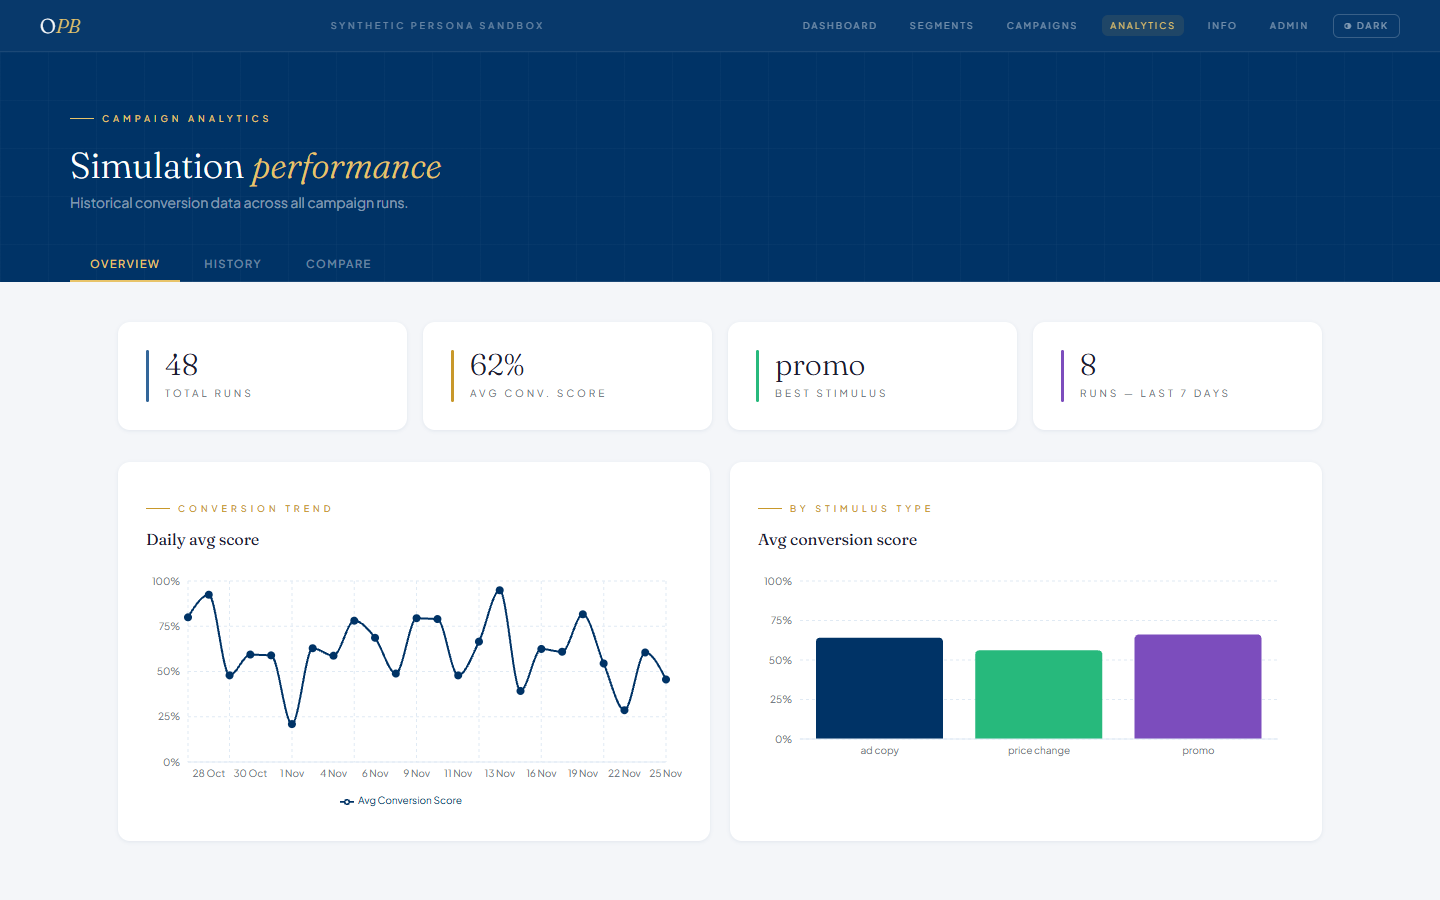 OPB
SYNTHETIC PERSONA SANDBOX
DASHBOARD SEGMENTS CAMPAIGNS ANALYTICS INFO ADMIN DARK
CAMPAIGN ANALYTICS
Simulation performance
Historical conversion data across all campaign runs.
OVERVIEW HISTORY COMPARE
48
TOTAL RUNS
62%
AVG CONV. SCORE
promo
BEST STIMULUS
8
RUNS — LAST 7 DAYS
CONVERSION TREND
Daily avg score
100%
75%
50%
25%
0%
28 Oct 30 Oct 1 Nov 4 Nov 6 Nov 9 Nov 11 Nov 13 Nov 16 Nov 19 Nov 22 Nov 25 Nov
Avg Conversion Score
BY STIMULUS TYPE
Avg conversion score
100%
75%
50%
25%
0%
ad copy price change promo